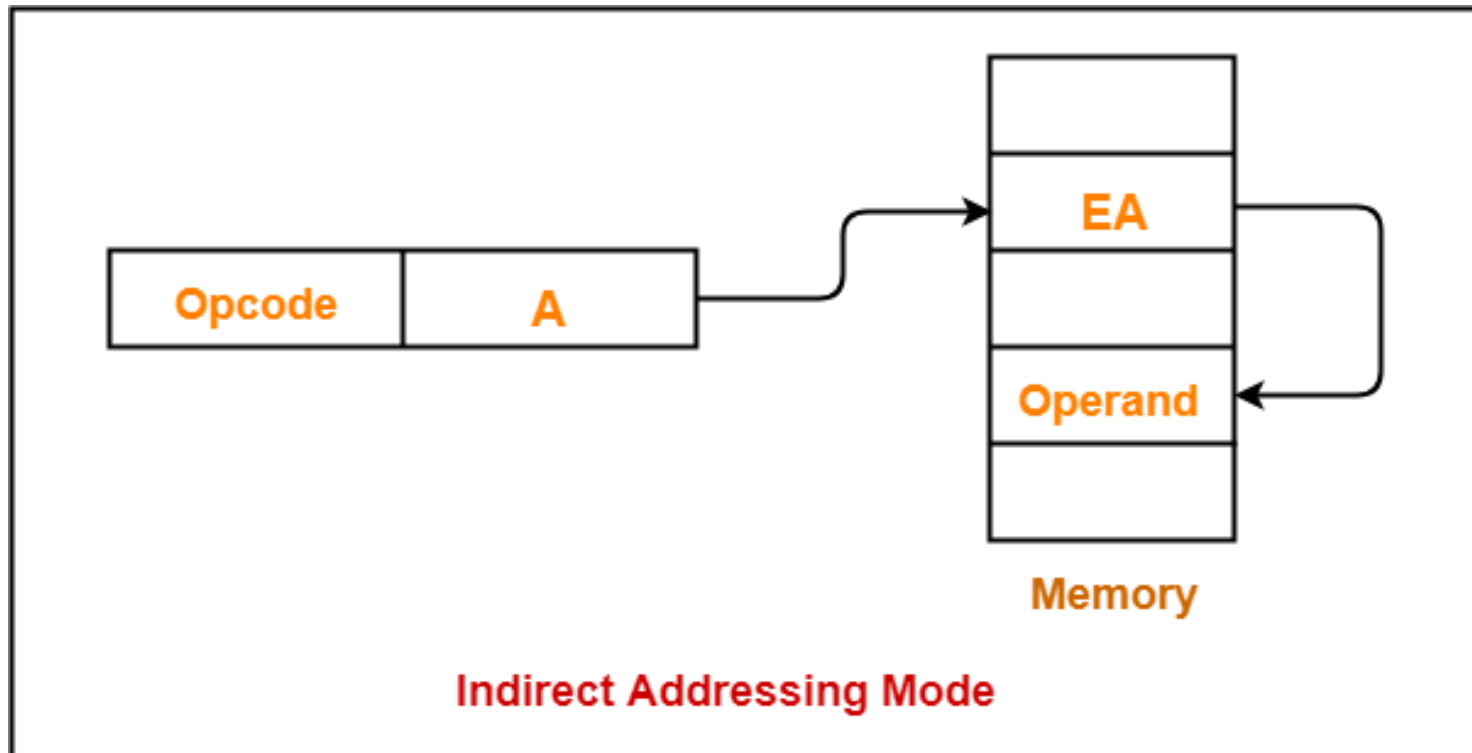 EA
Opcode A
Operand
Memory
Indirect Addressing Mode